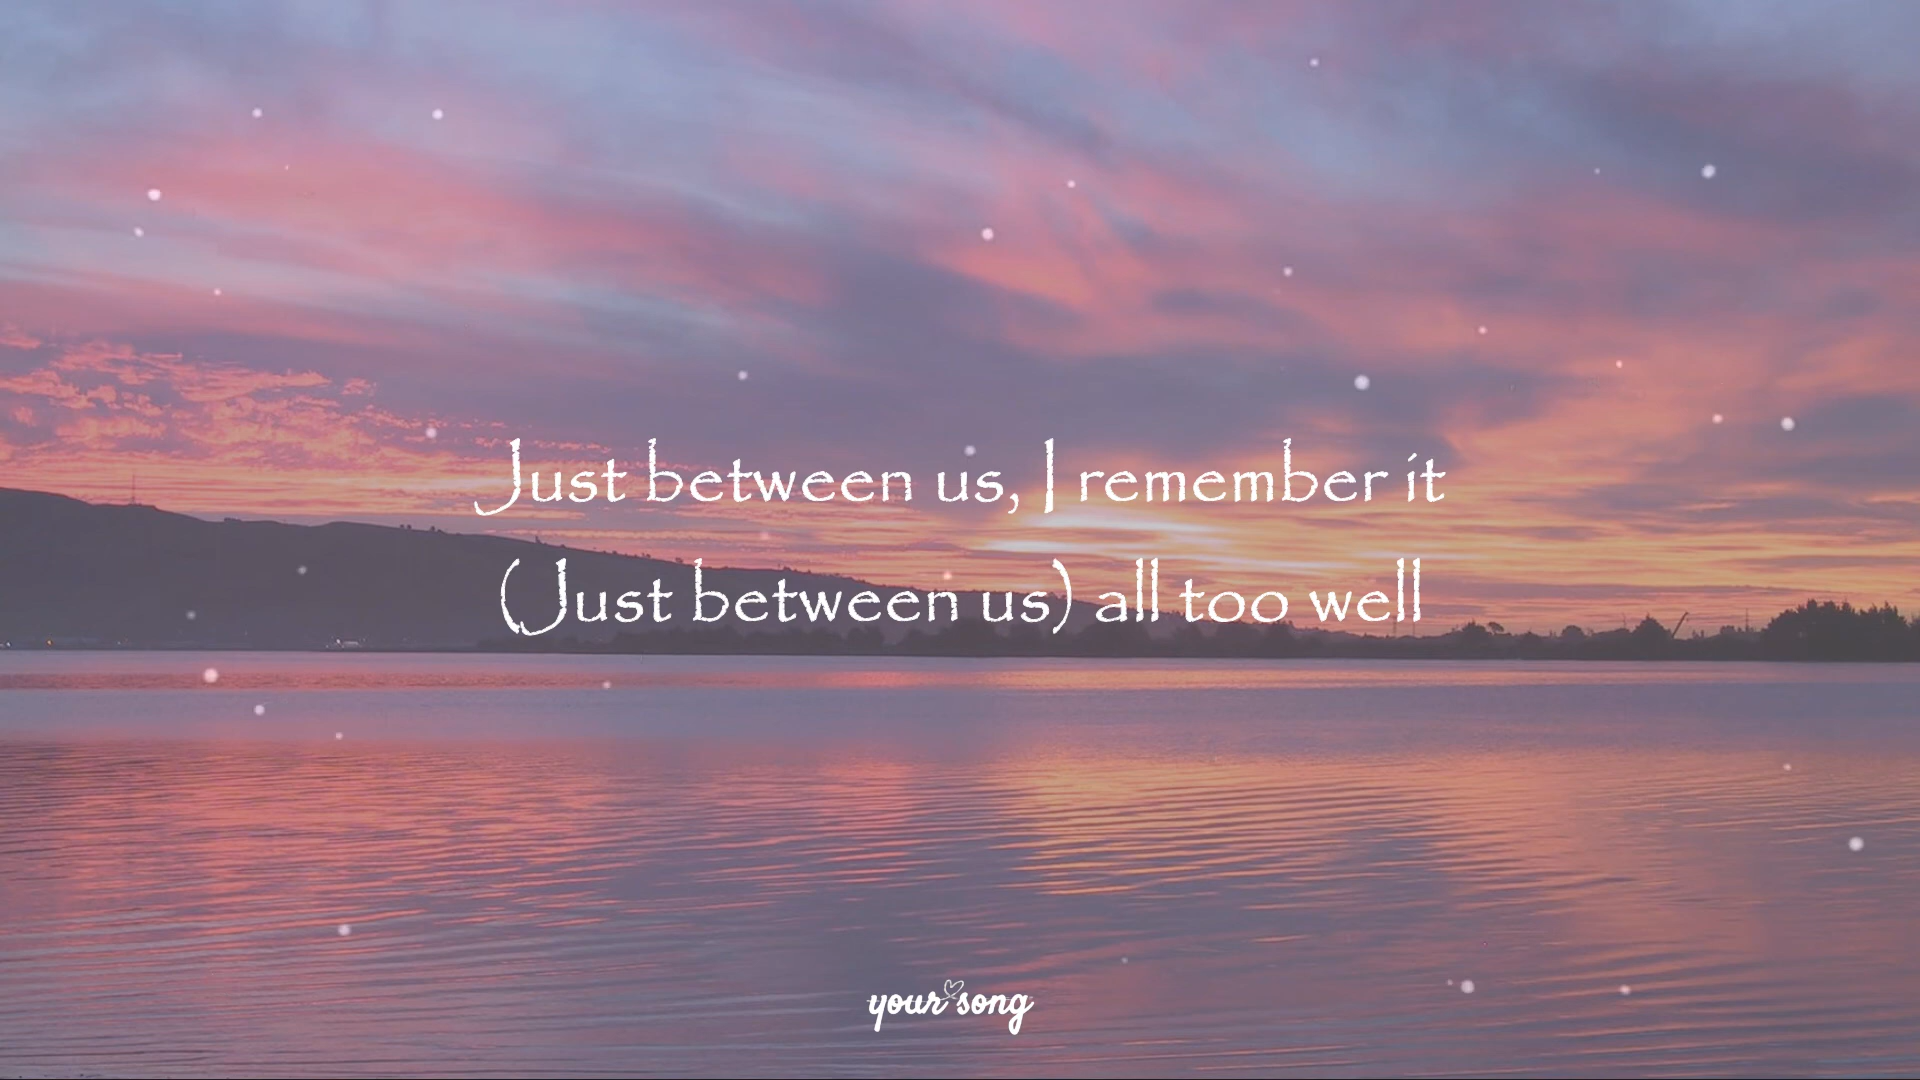 Just between us, I remember it
(Just between us) all too well
your song